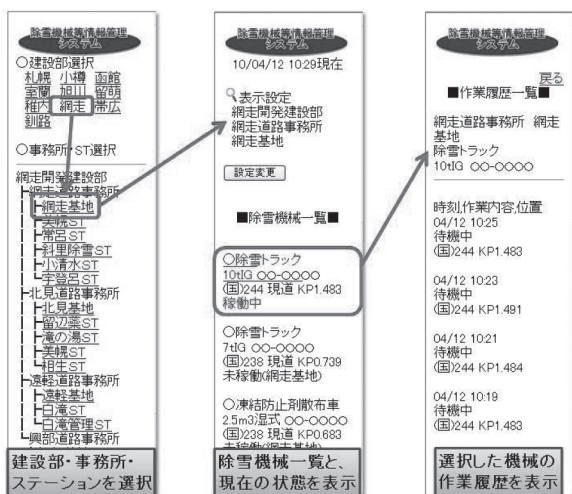 除雪機械等情報管理
システム
○建設部選択
札幌 小樽 函館
室蘭 旭川 留萌
稚内 網走 帯広
釧路
○事務所・ST選択
網走開発建設部
├網走道路事務所
├網走基地
├美幌ST
├常呂ST
├斜里除雪ST
├小清水ST
└宇登呂ST
├北見道路事務所
├北見基地
├留辺蘂ST
├滝の湯ST
├美幌ST
└相生ST
├遠軽道路事務所
├遠軽基地
├白滝ST
└白滝管理ST
└興部道路事務所
建設部・事務所・
ステーションを選択
除雪機械等情報管理
システム
10/04/12 10:29現在
表示設定
網走開発建設部
網走道路事務所
網走基地
設定変更
■除雪機械一覧■
○除雪トラック
10tIG ○○-○○○○
(国)244 現道 KP1.483
稼働中
○除雪トラック
7tIG ○○-○○○○
(国)238 現道 KP0.739
未稼働(網走基地)
○凍結防止剤散布車
2.5m3湿式 ○○-○○○○
(国)238 現道 KP0.683
未稼働(網走基地)
除雪機械一覧と、
現在の状態を表示
除雪機械等情報管理
システム
戻る
■作業履歴一覧■
網走道路事務所 網走
基地
除雪トラック
10tIG ○○-○○○○
時刻,作業内容,位置
04/12 10:25
待機中
(国)244 KP1.483
04/12 10:23
待機中
(国)244 KP1.491
04/12 10:21
待機中
(国)244 KP1.484
04/12 10:19
待機中
(国)244 KP1.483
選択した機械の
作業履歴を表示